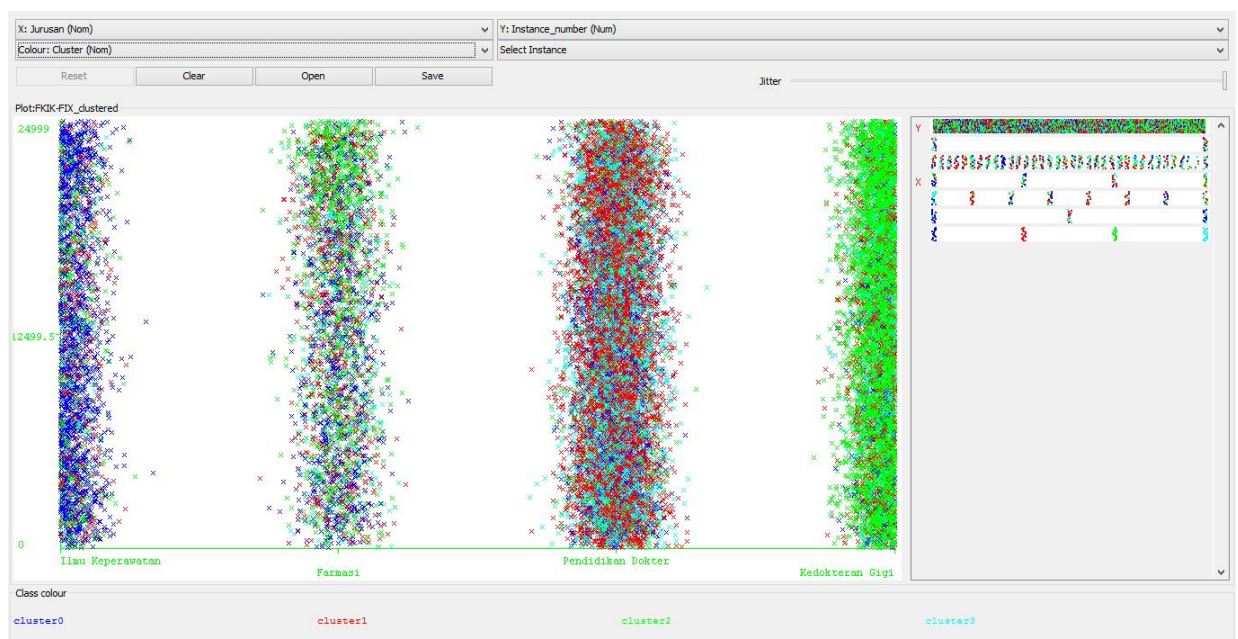 X: Jurusan (Nom) Y: Instance_number (Num)
Colour: Cluster (Nom) Select Instance
Reset Clear Open Save Jitter
Plot:FKIK-FIX_clustered
24999
12499.5
0
Ilmu Keperawatan Pendidikan Dokter
Farmasi Kedokteran Gigi
Y
X
Class colour
cluster0 cluster1 cluster2 cluster3